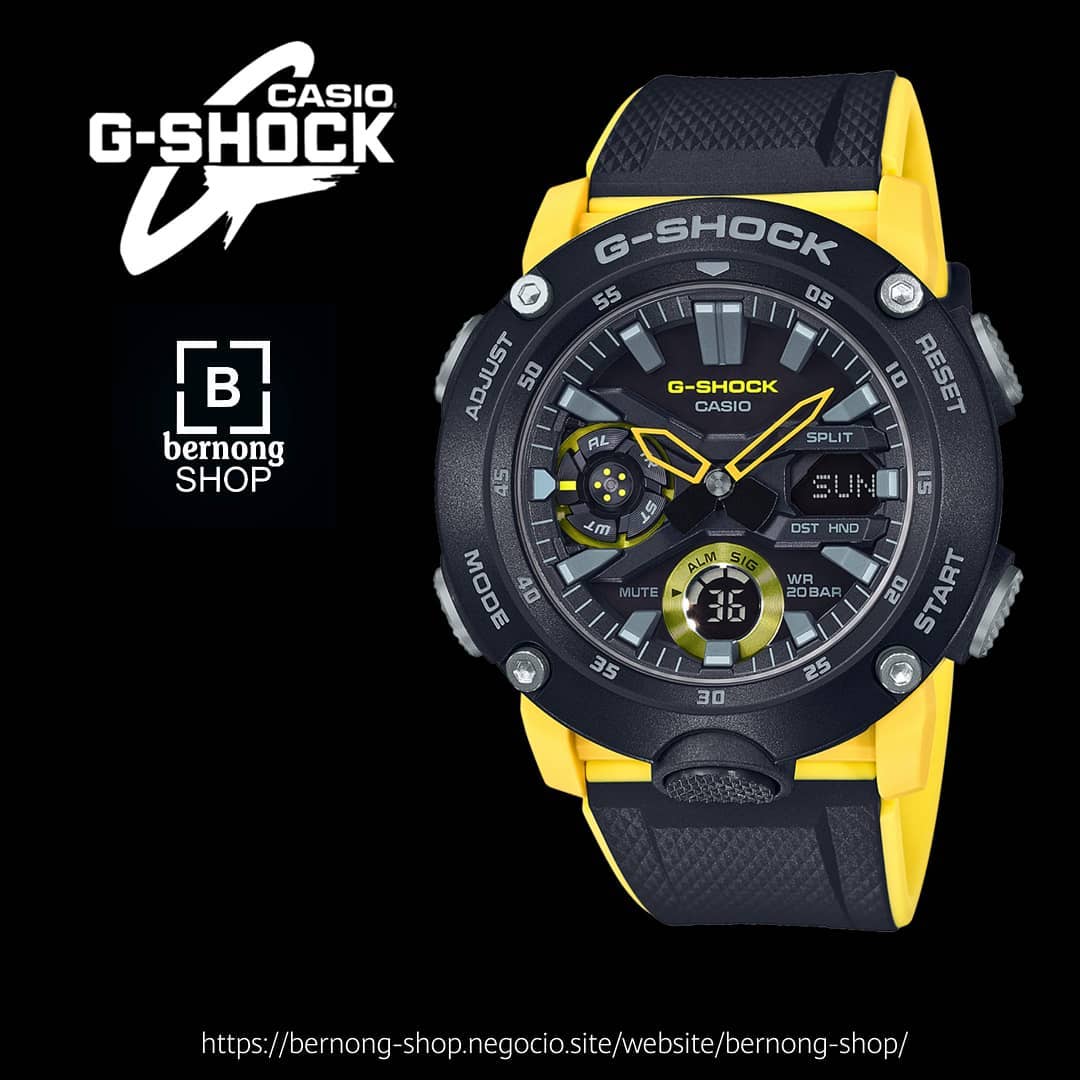 CASIO
G-SHOCK
B
bernong
SHOP
G-SHOCK
55
05
ADJUST
RESET
50
10
G-SHOCK
CASIO
SPLIT
AL
SUN
45
15
ST
WT
DST HND
ALM SIG
MODE
START
40
20
MUTE
36
WR
20 BAR
35
25
30
https://bernong-shop.negocio.site/website/bernong-shop/